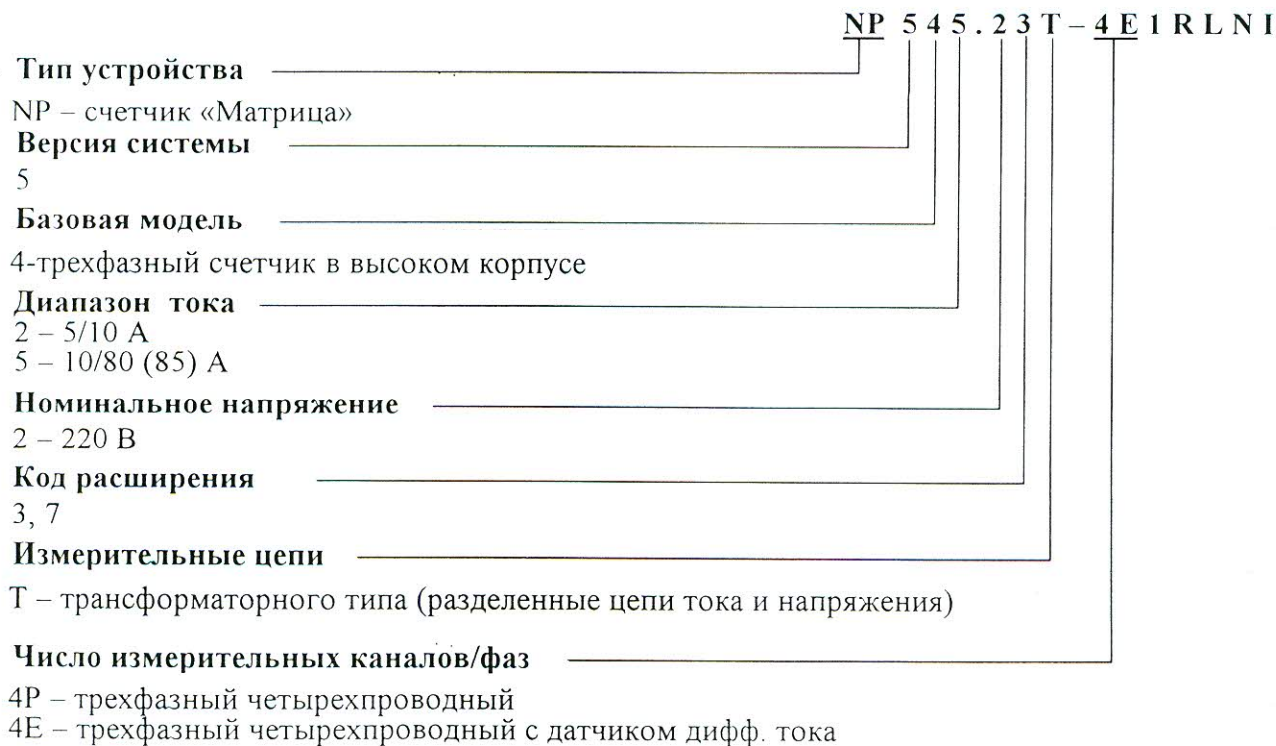 NP 5 4 5 . 2 3 T – 4 E 1 R L N I
Тип устройства
NP – счетчик «Матрица»
Версия системы
5
Базовая модель
4-трехфазный счетчик в высоком корпусе
Диапазон тока
2 – 5/10 А
5 – 10/80 (85) А
Номинальное напряжение
2 – 220 В
Код расширения
3, 7
Измерительные цепи
Т – трансформаторного типа (разделенные цепи тока и напряжения)
Число измерительных каналов/фаз
4Р – трехфазный четырехпроводный
4Е – трехфазный четырехпроводный с датчиком дифф. тока